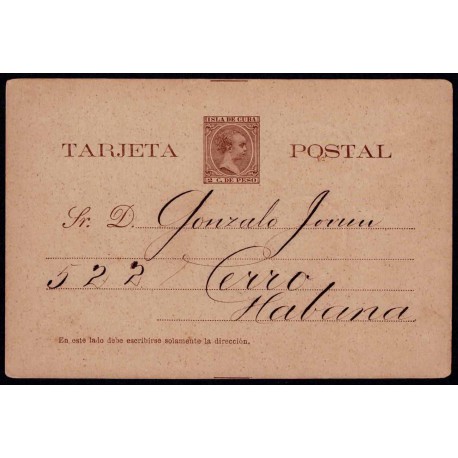 ISLA DE CUBA
TARJETA POSTAL
2 C. DE PESO
Sr. D. Gonzalo Jorrin
522 Cerro
Habana
En este lado debe escribirse solamente la dirección.